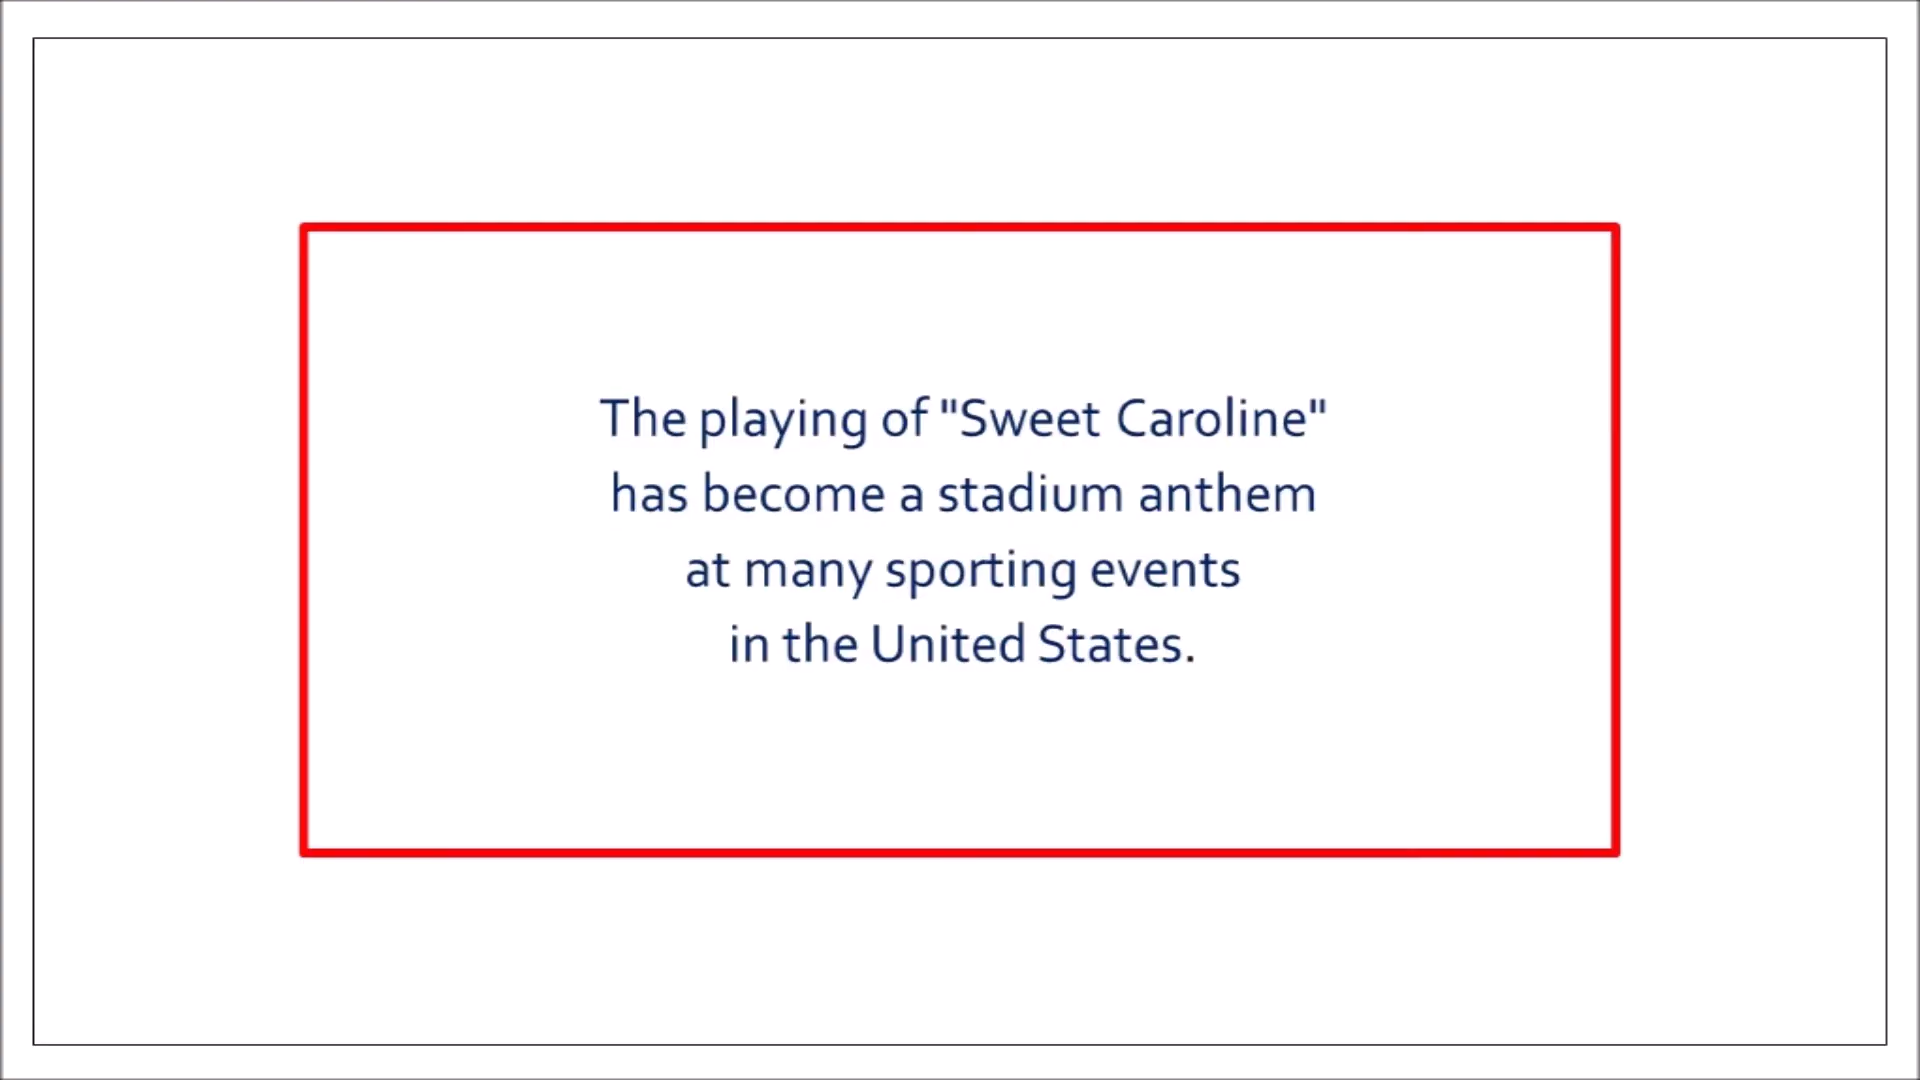 The playing of "Sweet Caroline"
has become a stadium anthem
at many sporting events
in the United States.